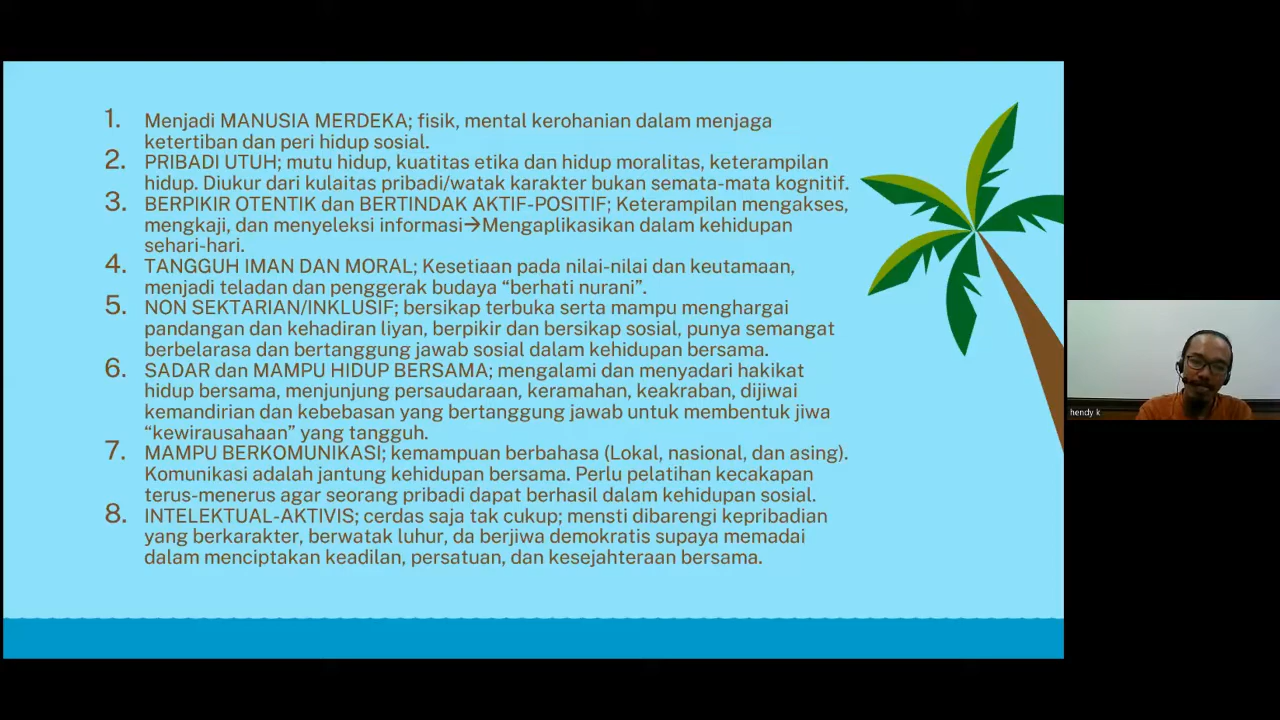 1. Menjadi MANUSIA MERDEKA; fisik, mental kerohanian dalam menjaga
ketertiban dan peri hidup sosial.
2. PRIBADI UTUH; mutu hidup, kuatitas etika dan hidup moralitas, keterampilan
hidup. Diukur dari kulaitas pribadi/watak karakter bukan semata-mata kognitif.
3. BERPIKIR OTENTIK dan BERTINDAK AKTIF-POSITIF; Keterampilan mengakses,
mengkaji, dan menyeleksi informasi→Mengaplikasikan dalam kehidupan
sehari-hari.
4. TANGGUH IMAN DAN MORAL; Kesetiaan pada nilai-nilai dan keutamaan,
menjadi teladan dan penggerak budaya “berhati nurani”.
5. NON SEKTARIAN/INKLUSIF; bersikap terbuka serta mampu menghargai
pandangan dan kehadiran liyan, berpikir dan bersikap sosial, punya semangat
berbelarasa dan bertanggung jawab sosial dalam kehidupan bersama.
6. SADAR dan MAMPU HIDUP BERSAMA; mengalami dan menyadari hakikat
hidup bersama, menjunjung persaudaraan, keramahan, keakraban, dijiwai
kemandirian dan kebebasan yang bertanggung jawab untuk membentuk jiwa
“kewirausahaan” yang tangguh.
7. MAMPU BERKOMUNIKASI; kemampuan berbahasa (Lokal, nasional, dan asing).
Komunikasi adalah jantung kehidupan bersama. Perlu pelatihan kecakapan
terus-menerus agar seorang pribadi dapat berhasil dalam kehidupan sosial.
8. INTELEKTUAL-AKTIVIS; cerdas saja tak cukup; mensti dibarengi kepribadian
yang berkarakter, berwatak luhur, da berjiwa demokratis supaya memadai
dalam menciptakan keadilan, persatuan, dan kesejahteraan bersama.
hendy k